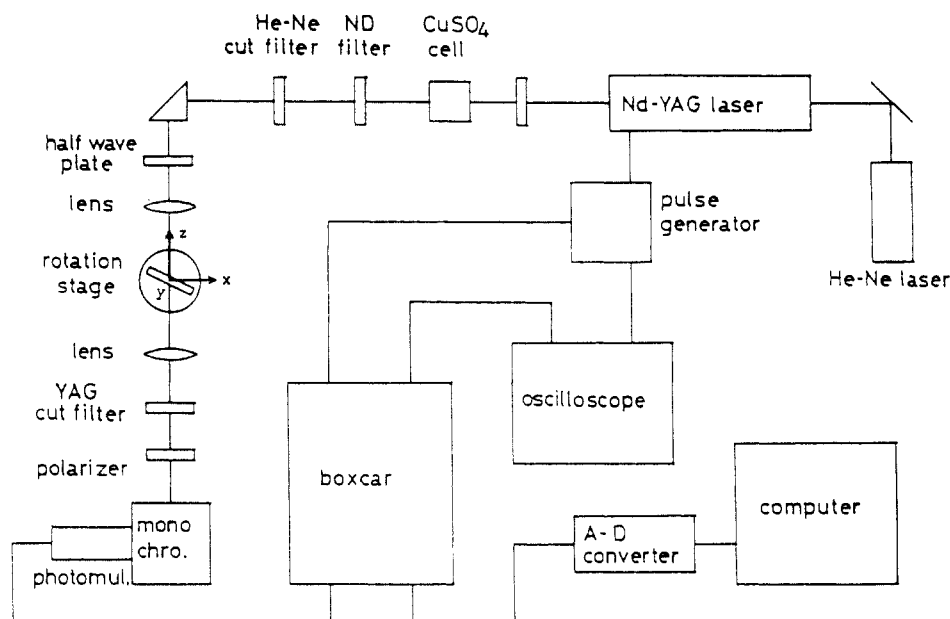 He-Ne
cut filter
ND
filter
CuSO4
cell
Nd-YAG laser
half wave
plate
lens
rotation
stage
z
x
y
pulse
generator
He-Ne laser
lens
YAG
cut filter
polarizer
mono
chro.
photomul.
boxcar
oscilloscope
A-D
converter
computer